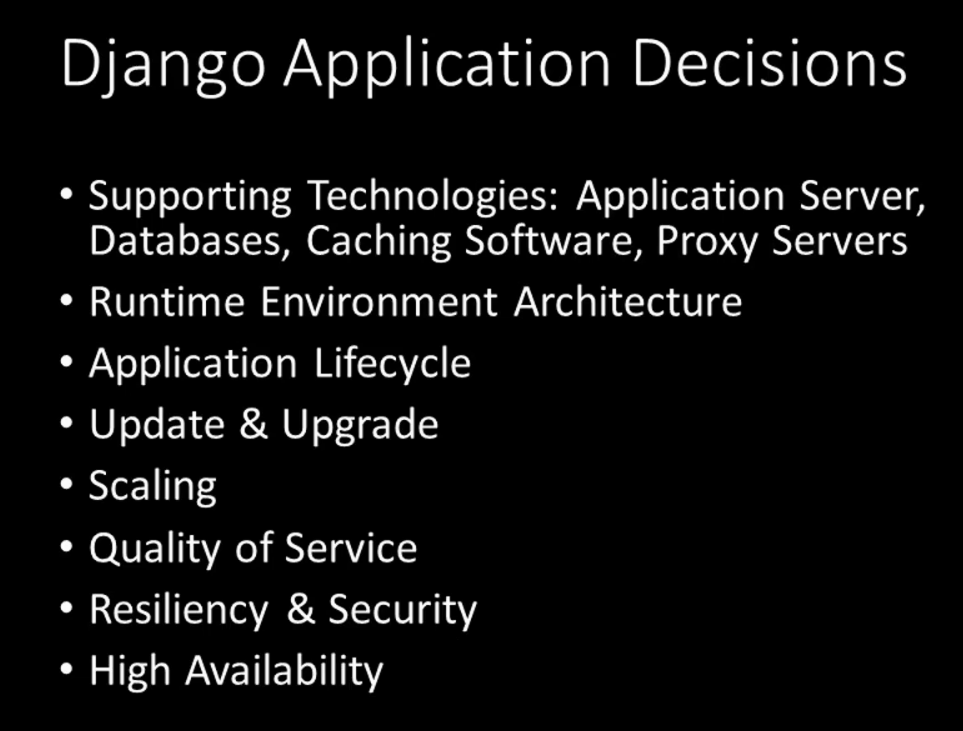 Django Application Decisions
• Supporting Technologies: Application Server,
Databases, Caching Software, Proxy Servers
• Runtime Environment Architecture
• Application Lifecycle
• Update & Upgrade
• Scaling
• Quality of Service
• Resiliency & Security
• High Availability